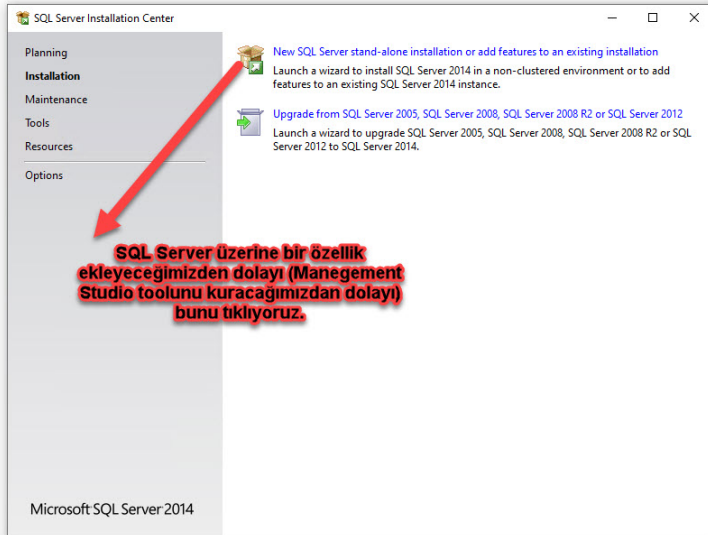 SQL Server Installation Center
Planning
Installation
Maintenance
Tools
Resources
Options
New SQL Server stand-alone installation or add features to an existing installation
Launch a wizard to install SQL Server 2014 in a non-clustered environment or to add
features to an existing SQL Server 2014 instance.
Upgrade from SQL Server 2005, SQL Server 2008, SQL Server 2008 R2 or SQL Server 2012
Launch a wizard to upgrade SQL Server 2005, SQL Server 2008, SQL Server 2008 R2 or SQL
Server 2012 to SQL Server 2014.
SQL Server üzerine bir özellik
ekleyeceğimizden dolayı (Manegement
Studio toolunu kuracağımızdan dolayı)
bunu tıklıyoruz.
Microsoft SQL Server 2014